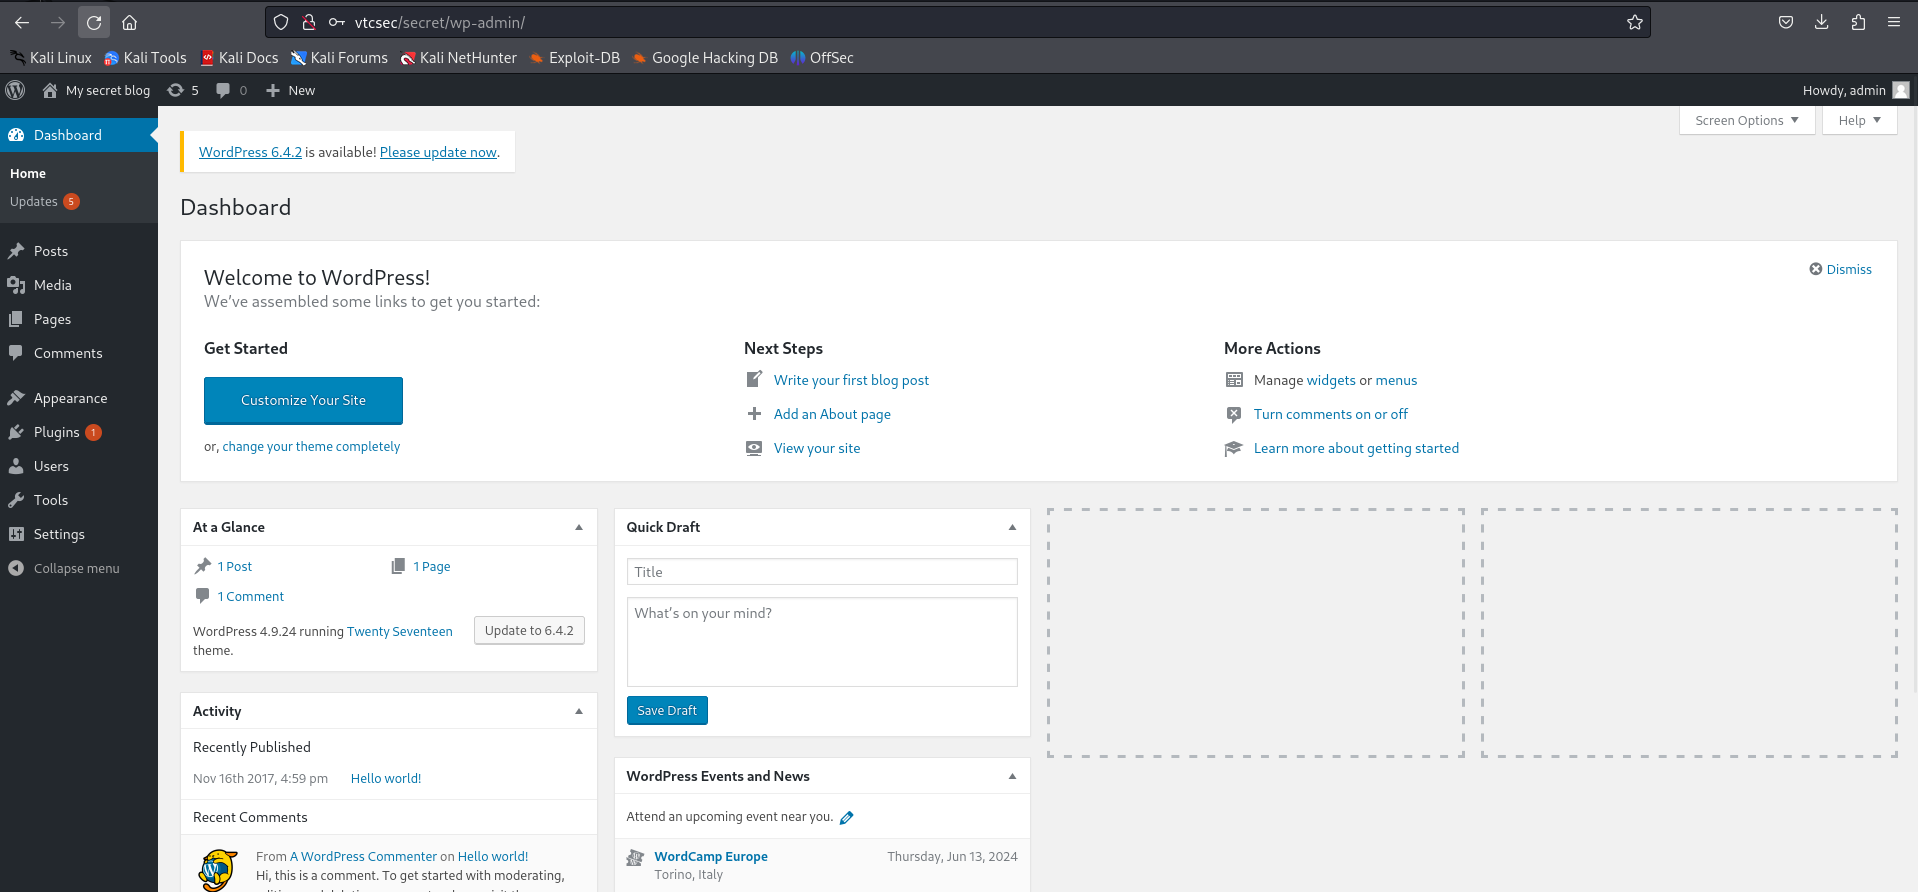 vtcsec/secret/wp-admin/
Kali Linux Kali Tools Kali Docs Kali Forums Kali NetHunter Exploit-DB Google Hacking DB OffSec
My secret blog 5 0 New Howdy, admin
Dashboard
Home
Updates 5
Posts
Media
Pages
Comments
Appearance
Plugins 1
Users
Tools
Settings
Collapse menu
Screen Options Help
WordPress 6.4.2 is available! Please update now.
Dashboard
Welcome to WordPress!
We've assembled some links to get you started:
Dismiss
Get Started
Customize Your Site
or, change your theme completely
Next Steps
Write your first blog post
Add an About page
View your site
More Actions
Manage widgets or menus
Turn comments on or off
Learn more about getting started
At a Glance
1 Post 1 Page
1 Comment
WordPress 4.9.24 running Twenty Seventeen
theme.
Update to 6.4.2
Activity
Recently Published
Nov 16th 2017, 4:59 pm Hello world!
Recent Comments
From A WordPress Commenter on Hello world!
Hi, this is a comment. To get started with moderating,
Quick Draft
Title
What's on your mind?
Save Draft
WordPress Events and News
Attend an upcoming event near you.
WordCamp Europe Thursday, Jun 13, 2024
Torino, Italy